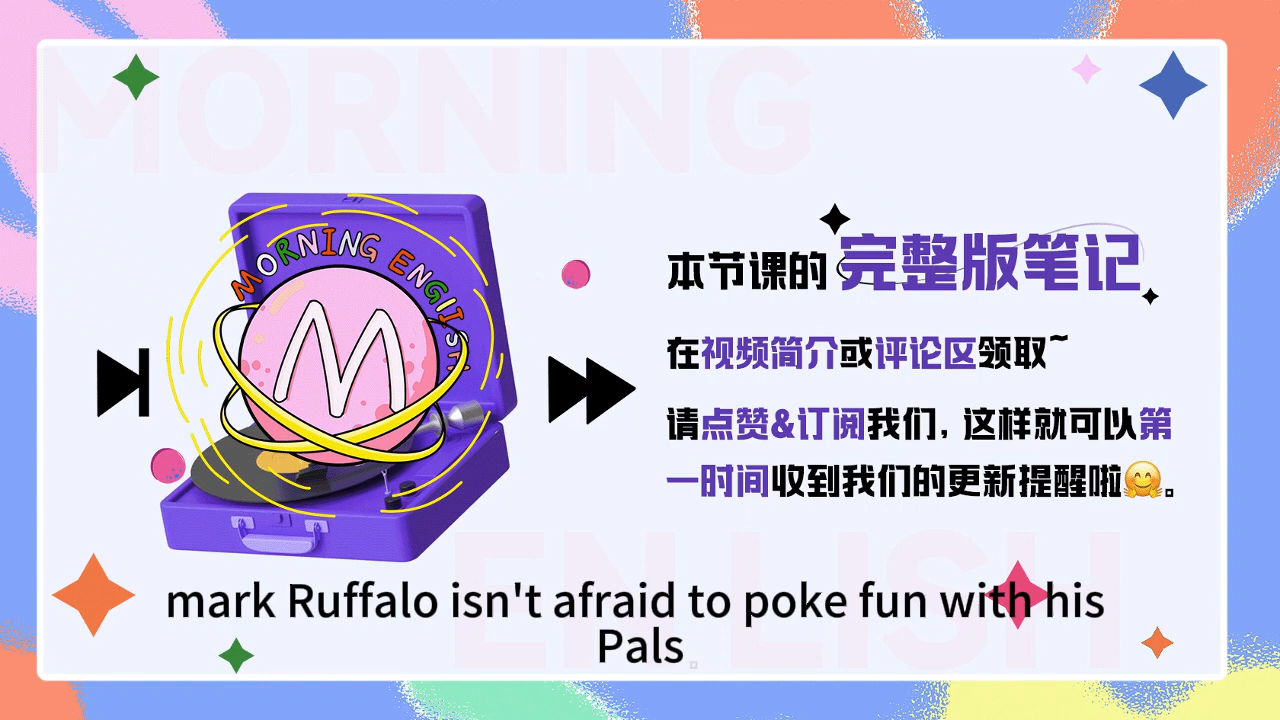 MORNING
MORNING ENGlISH
M
本节课的 完整版笔记
在视频简介或评论区领取~
请点赞&订阅我们, 这样就可以第
一时间收到我们的更新提醒啦🤗。
EN LISH
mark Ruffalo isn't afraid to poke fun with his
Pals。